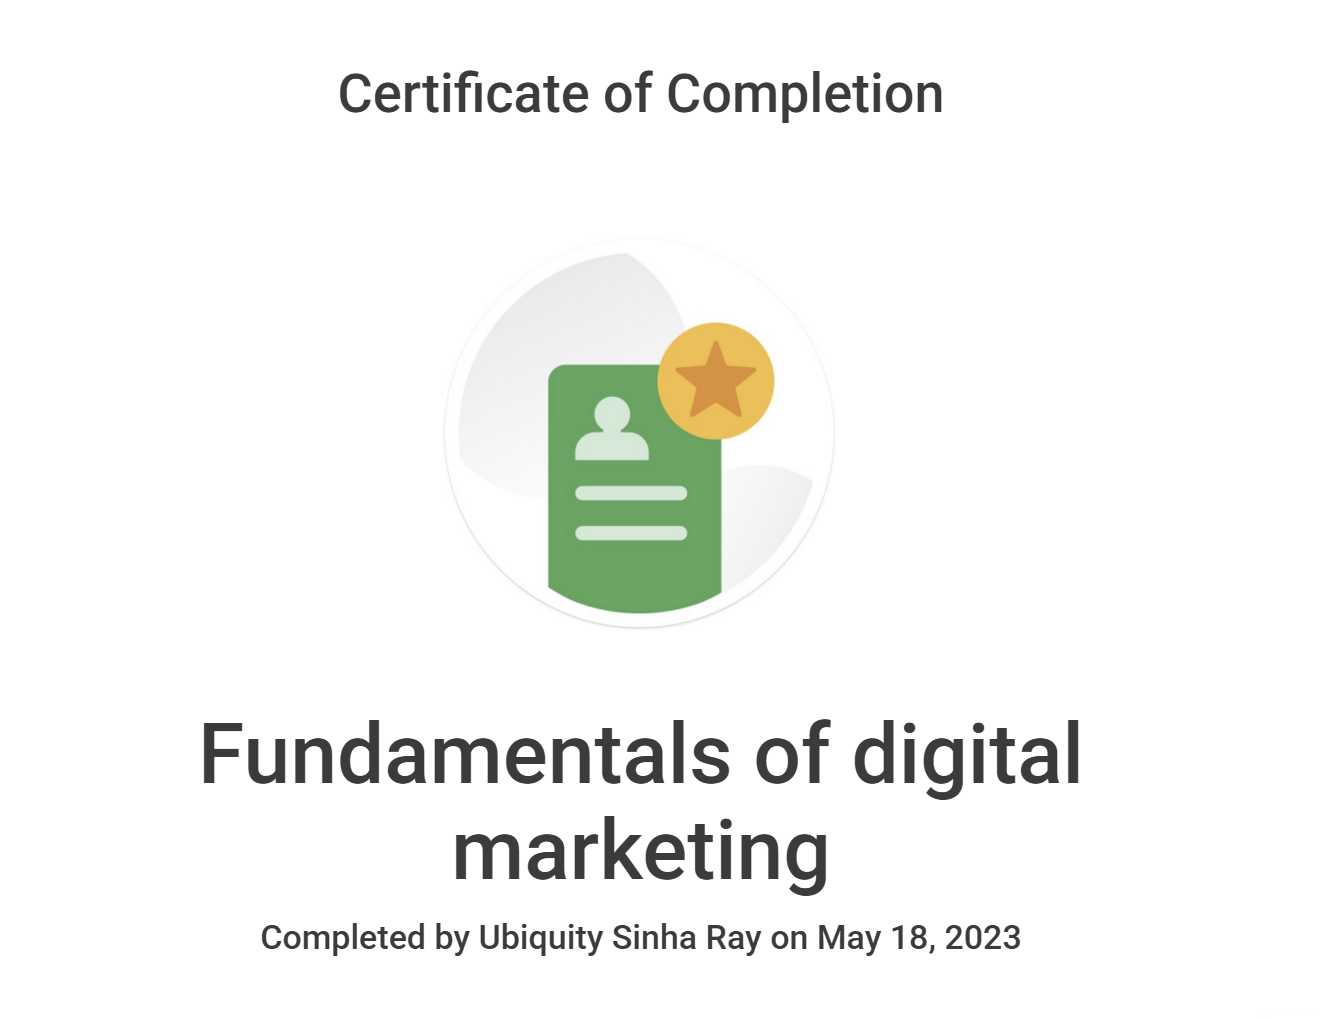 Certificate of Completion
Fundamentals of digital
marketing
Completed by Ubiquity Sinha Ray on May 18, 2023